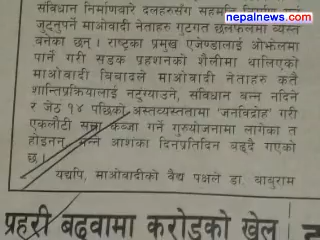 nepalnews.com
संविधान निर्माणबारे दलहरुसँग सहमति
जुट्नुपर्ने माओवादी नेताहरु गुटगत छलफलमा व्यस्त
बनेका छन् । राष्ट्रका प्रमुख एजेण्डालाई ओझेलमा
पार्ने गरी सडक प्रदर्शनको शैलीमा थालिएको
माओवादी बिबादले माओवादी नेताहरु कतै
शान्तिप्रक्रियालाई नटुंग्याउने, संविधान बन्न नदिने
र जेठ १४ पछिको अस्तव्यस्ततामा 'जनविद्रोह' गरी
एकलौटी सत्ता कब्जा गर्ने गुरुयोजनामा लागेका त
होइनन् भन्ने आशंका दिनप्रतिदिन बढ्दै गएको
छ ।
यद्यपि, माओवादीको वैद्य पक्षले डा. बाबुराम
प्रहरी बढुवामा करोडको खेल